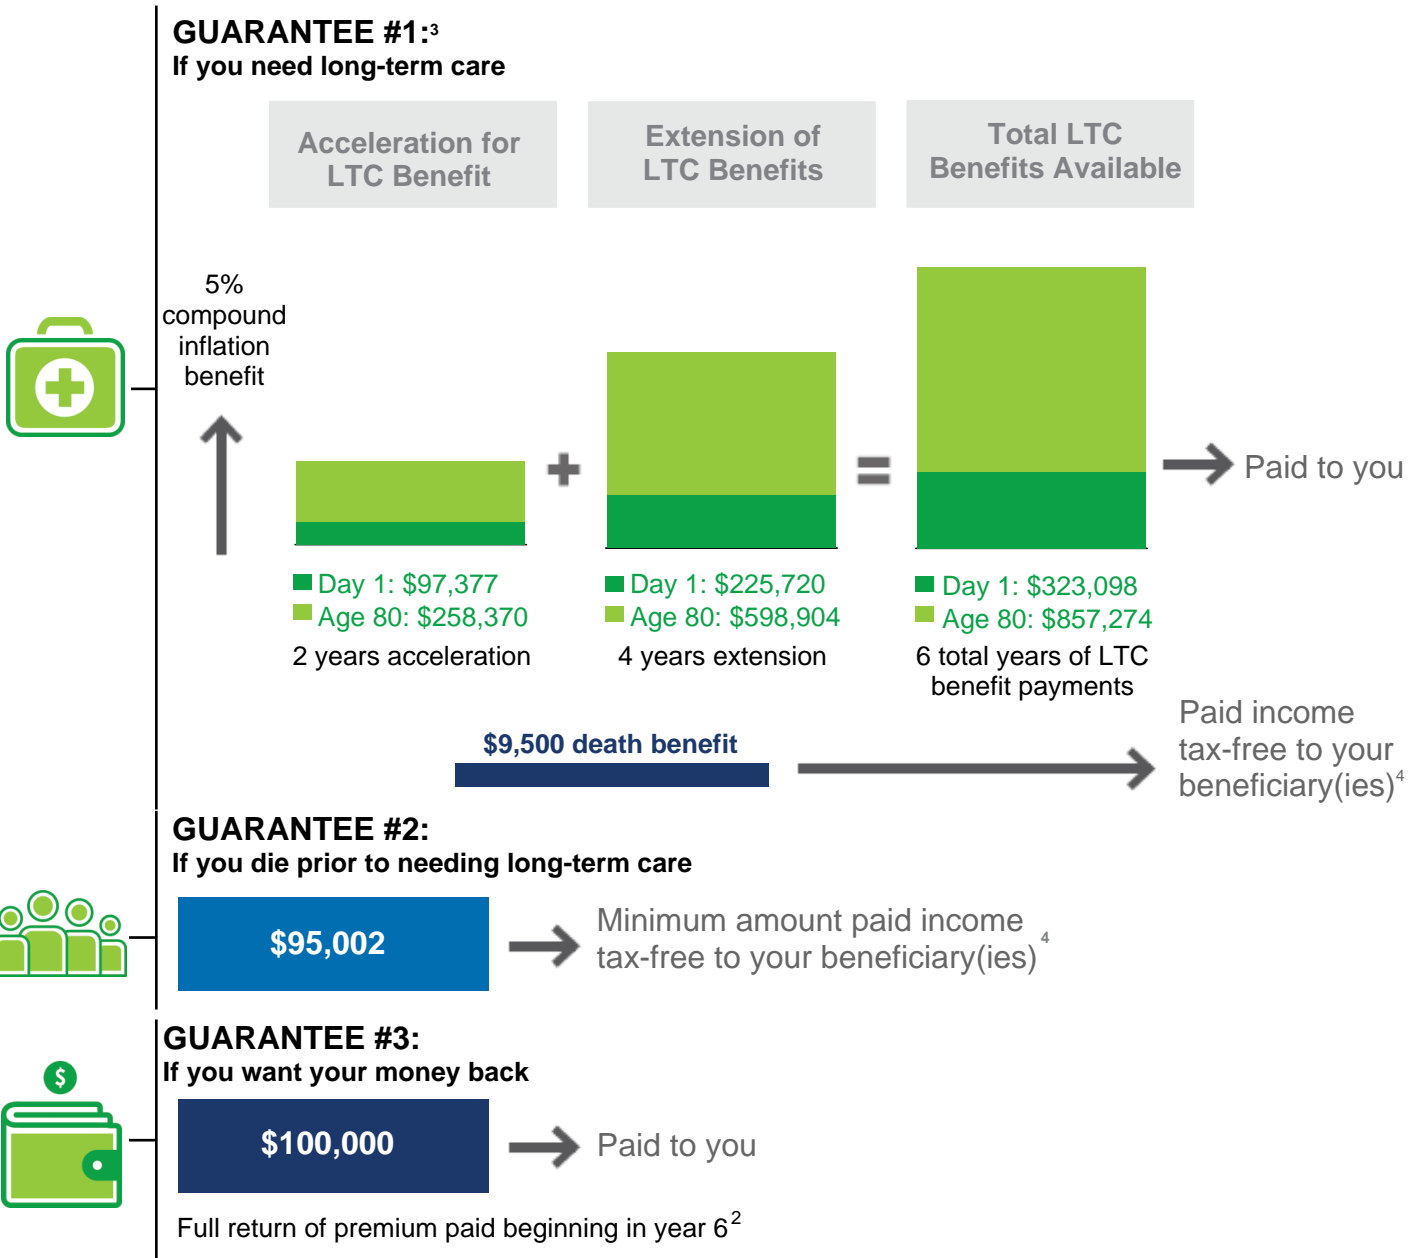 GUARANTEE #1:3
If you need long-term care
Acceleration for
LTC Benefit
Extension of
LTC Benefits
Total LTC
Benefits Available
5%
compound
inflation
benefit
Paid to you
Day 1: $97,377
Age 80: $258,370
2 years acceleration
Day 1: $225,720
Age 80: $598,904
4 years extension
Day 1: $323,098
Age 80: $857,274
6 total years of LTC
benefit payments
$9,500 death benefit
Paid income
tax-free to your
beneficiary(ies)4
GUARANTEE #2:
If you die prior to needing long-term care
$95,002
Minimum amount paid income
tax-free to your beneficiary(ies)4
GUARANTEE #3:
If you want your money back
$
$100,000
Paid to you
Full return of premium paid beginning in year 62